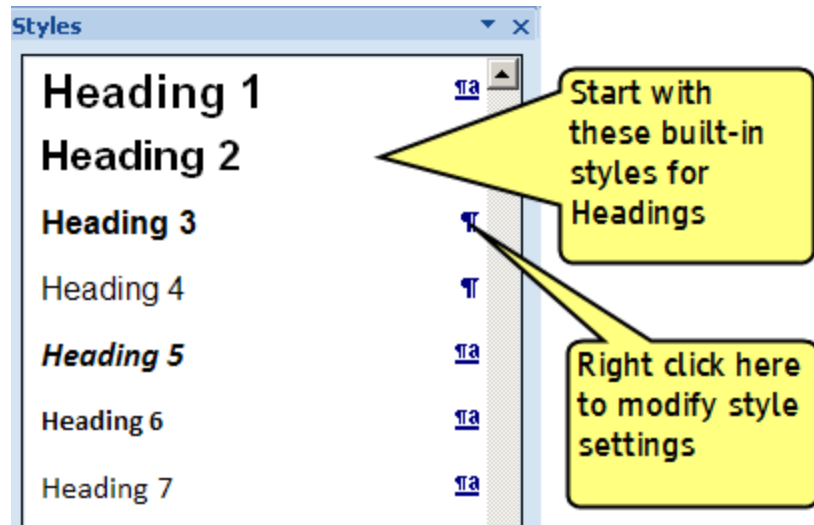 Styles
Heading 1 ¶a
Heading 2
Heading 3 ¶
Heading 4 ¶
Heading 5 ¶a
Heading 6 ¶a
Heading 7 ¶a
Start with
these built-in
styles for
Headings
Right click here
to modify style
settings